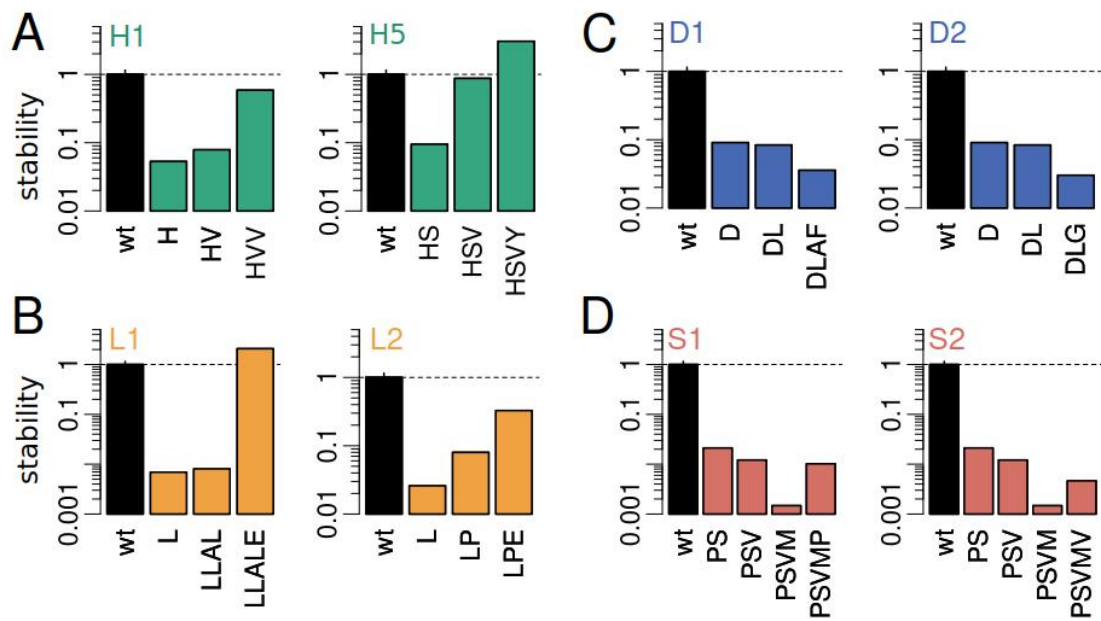 A
H1
stability
1
0.1
0.01
wt
H
HV
HVV
H5
1
0.1
0.01
wt
HS
HSV
HSVY
C
D1
1
0.1
0.01
wt
D
DL
DLAF
D2
1
0.1
0.01
wt
D
DL
DLG
B
L1
stability
1
0.1
0.001
wt
L
LLAL
LLALE
L2
1
0.1
0.01
wt
L
LP
LPE
D
S1
1
0.1
0.001
wt
PS
PSV
PSVM
PSVMP
S2
1
0.1
0.001
wt
PS
PSV
PSVM
PSVMV